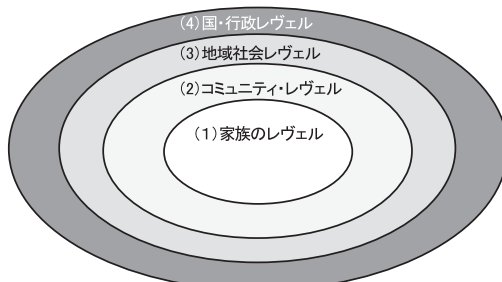 (4)国・行政レヴェル
(3)地域社会レヴェル
(2)コミュニティ・レヴェル
(1)家族のレヴェル